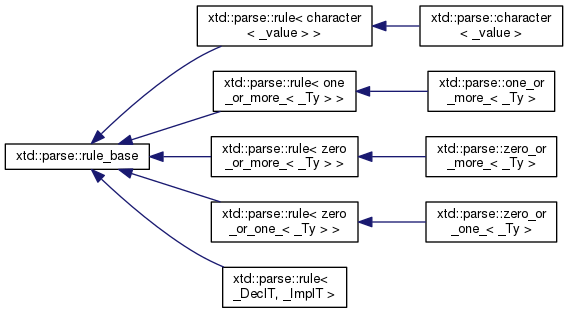 xtd::parse::rule< character
< _value > >
xtd::parse::character
< _value >
xtd::parse::rule< one
_or_more_< _Ty > >
xtd::parse::one_or
_more_< _Ty >
xtd::parse::rule_base
xtd::parse::rule< zero
_or_more_< _Ty > >
xtd::parse::zero_or
_more_< _Ty >
xtd::parse::rule< zero
_or_one_< _Ty > >
xtd::parse::zero_or
_one_< _Ty >
xtd::parse::rule<
_DeclT, _ImplT >